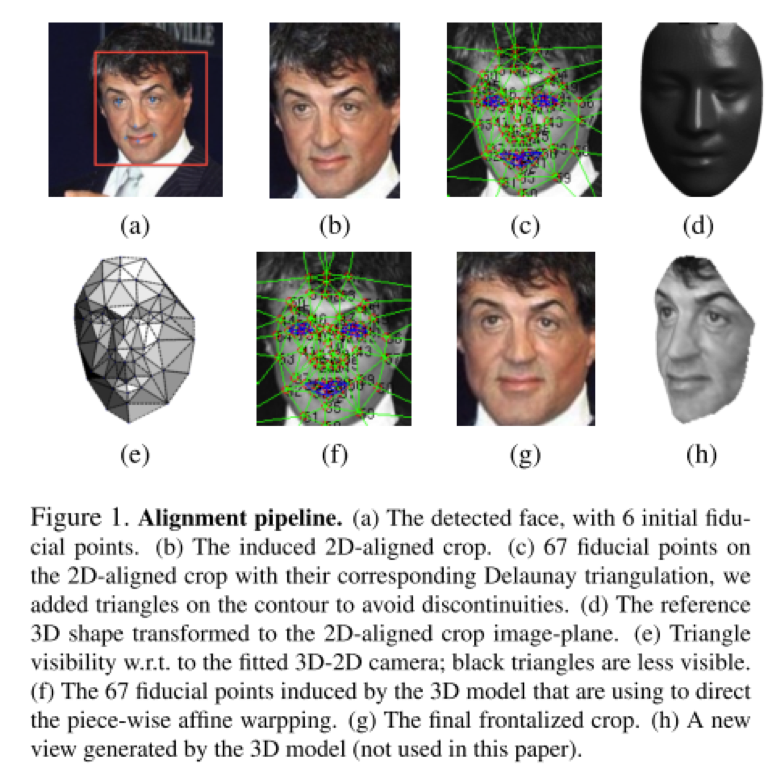 VILLE
(a)
(b)
(c)
(d)
(e)
(f)
(g)
(h)
Figure 1. Alignment pipeline. (a) The detected face, with 6 initial fidu-
cial points. (b) The induced 2D-aligned crop. (c) 67 fiducial points on
the 2D-aligned crop with their corresponding Delaunay triangulation, we
added triangles on the contour to avoid discontinuities. (d) The reference
3D shape transformed to the 2D-aligned crop image-plane. (e) Triangle
visibility w.r.t. to the fitted 3D-2D camera; black triangles are less visible.
(f) The 67 fiducial points induced by the 3D model that are using to direct
the piece-wise affine warpping. (g) The final frontalized crop. (h) A new
view generated by the 3D model (not used in this paper).